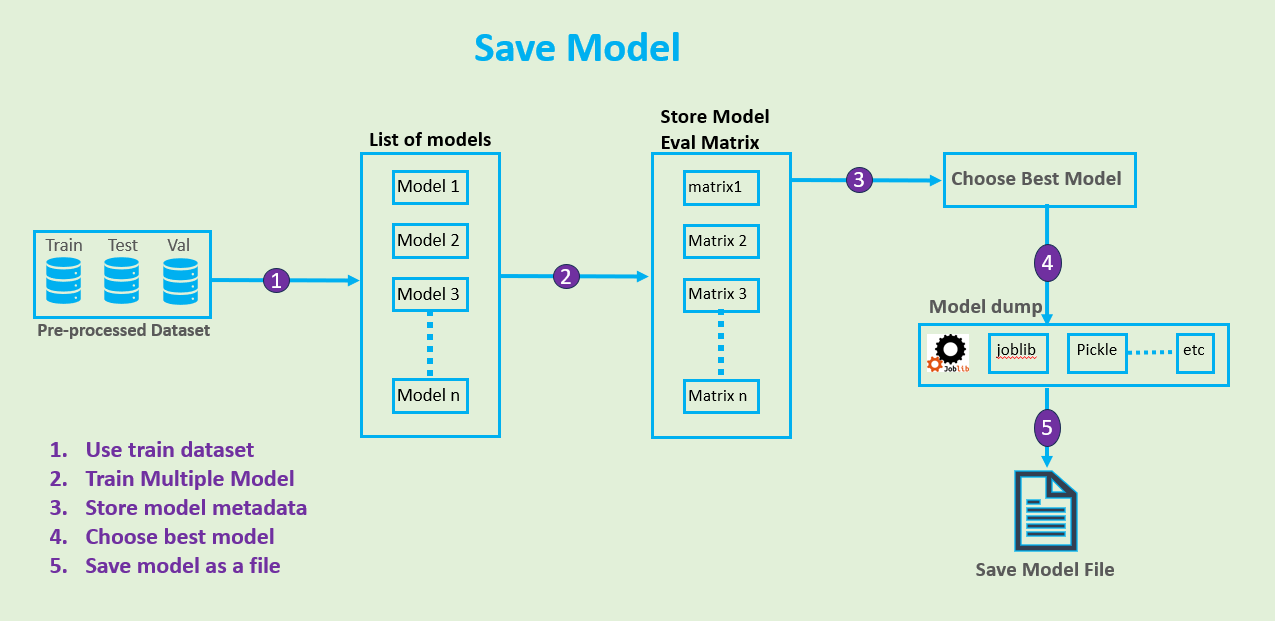 Save Model
List of models
Model 1
Model 2
Model 3
Model n
Store Model
Eval Matrix
matrix1
Matrix 2
Matrix 3
Matrix n
Choose Best Model
Train Test Val
Pre-processed Dataset
1
2
3
4
Model dump
Joblib
joblib
Pickle
etc
5
Save Model File
1. Use train dataset
2. Train Multiple Model
3. Store model metadada
4. Choose best model
5. Save model as a file